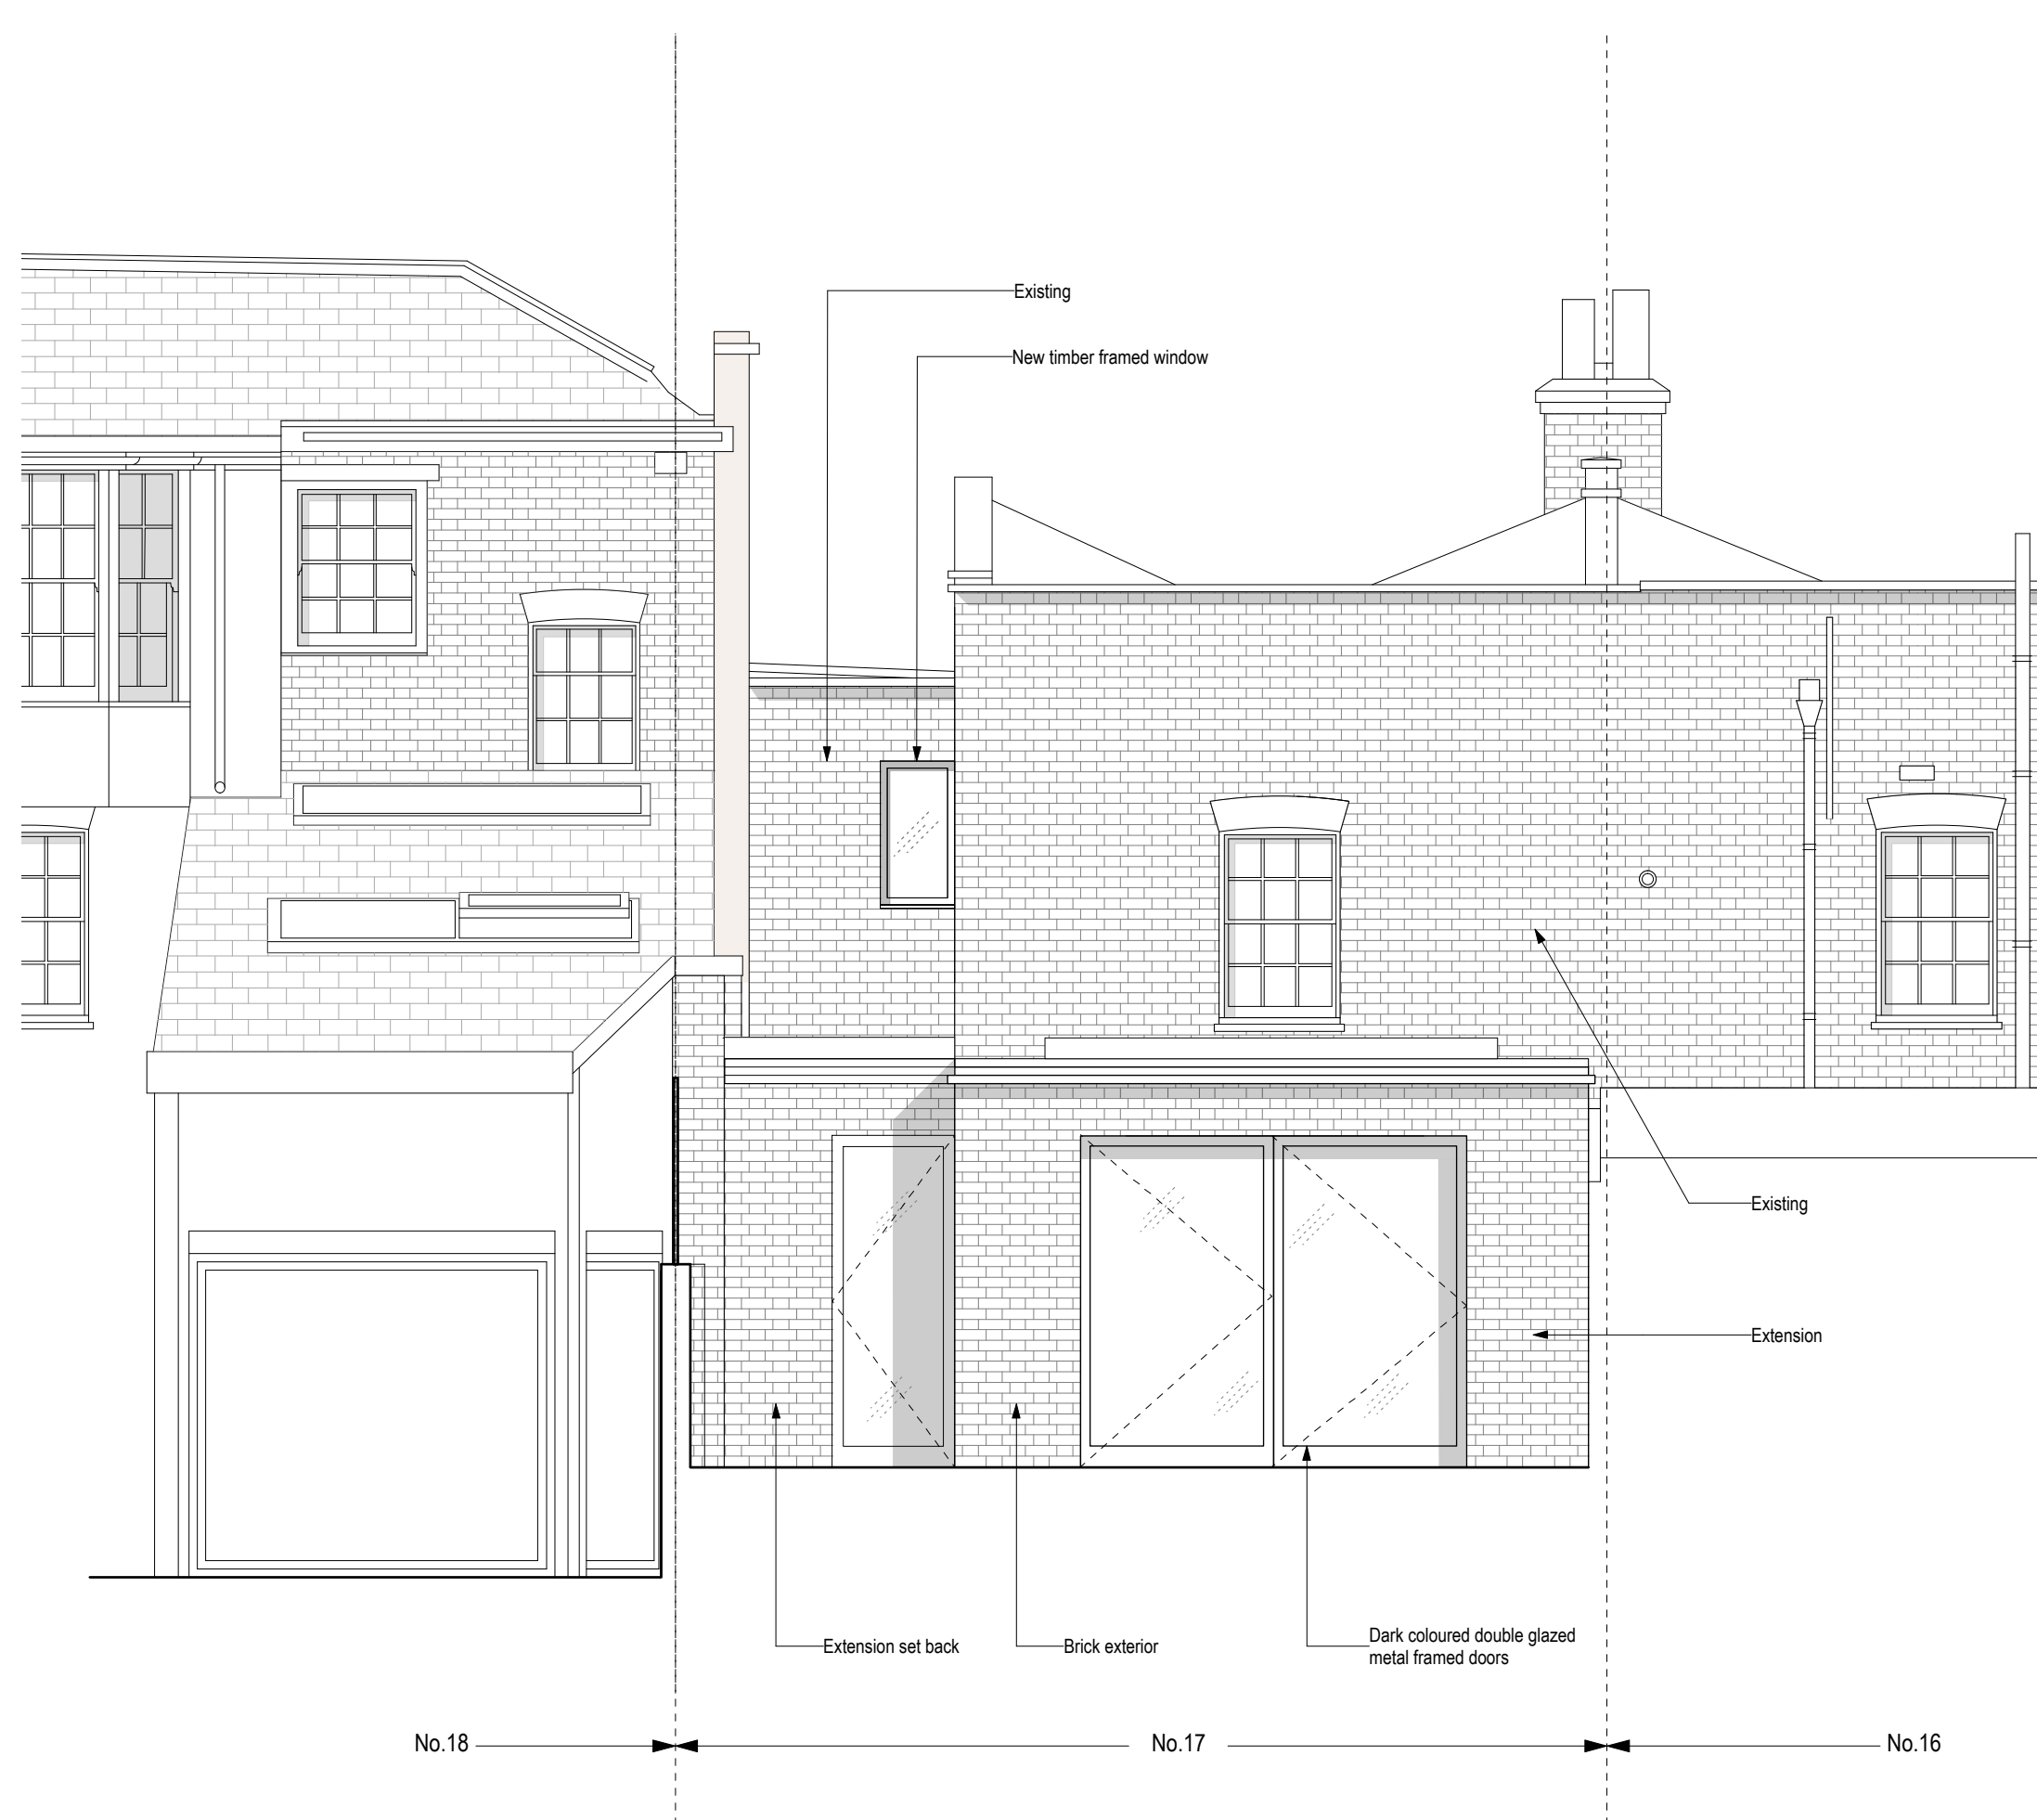 Existing
New timber framed window
Existing
Extension
Extension set back
Brick exterior
Dark coloured double glazed
metal framed doors
No.18
No.17
No.16